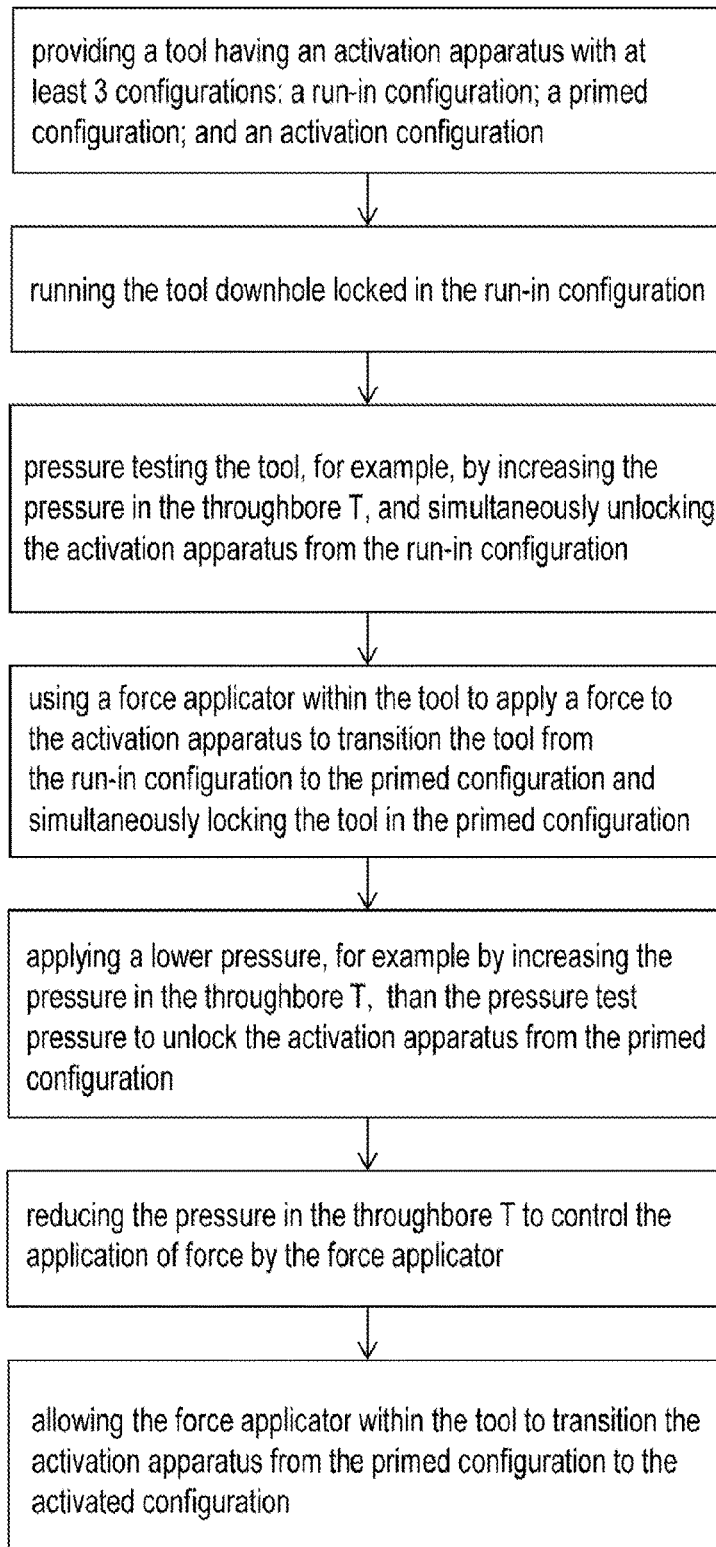 providing a tool having an activation apparatus with at
least 3 configurations: a run-in configuration; a primed
configuration; and an activation configuration
running the tool downhole locked in the run-in configuration
pressure testing the tool, for example, by increasing the
pressure in the throughbore T, and simultaneously unlocking
the activation apparatus from the run-in configuration
using a force applicator within the tool to apply a force to
the activation apparatus to transition the tool from
the run-in configuration to the primed configuration and
simultaneously locking the tool in the primed configuration
applying a lower pressure, for example by increasing the
pressure in the throughbore T, than the pressure test
pressure to unlock the activation apparatus from the primed
configuration
reducing the pressure in the throughbore T to control the
application of force by the force applicator
allowing the force applicator within the tool to transition the
activation apparatus from the primed configuration to the
activated configuration